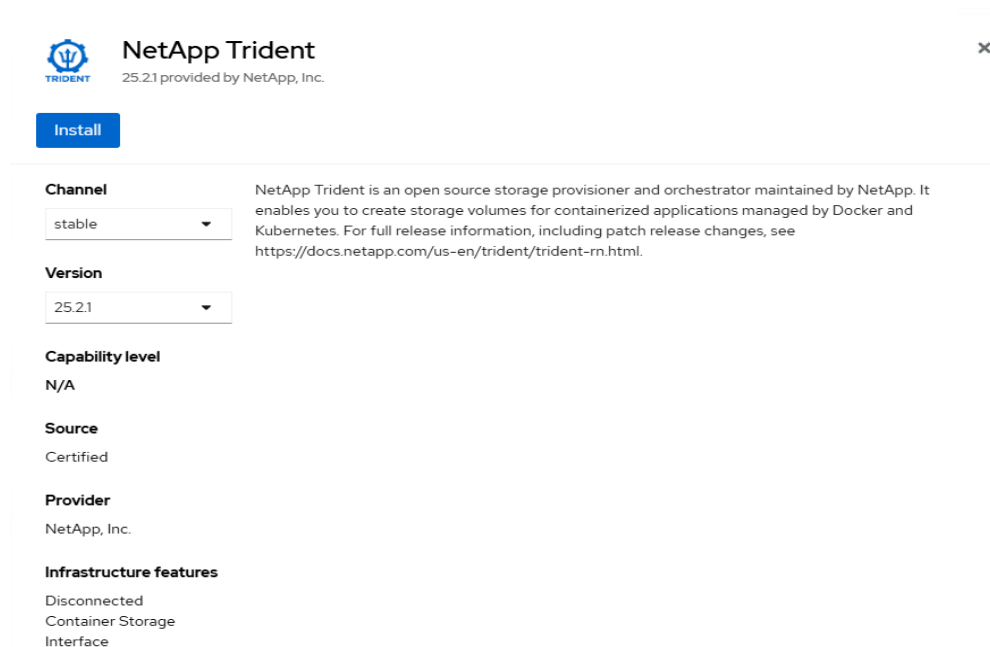 NetApp Trident
TRIDENT
25.2.1 provided by NetApp, Inc.
Install
Channel
stable
Version
25.2.1
Capability level
N/A
Source
Certified
Provider
NetApp, Inc.
Infrastructure features
Disconnected
Container Storage
Interface
NetApp Trident is an open source storage provisioner and orchestrator maintained by NetApp. It
enables you to create storage volumes for containerized applications managed by Docker and
Kubernetes. For full release information, including patch release changes, see
https://docs.netapp.com/us-en/trident/trident-rn.html.